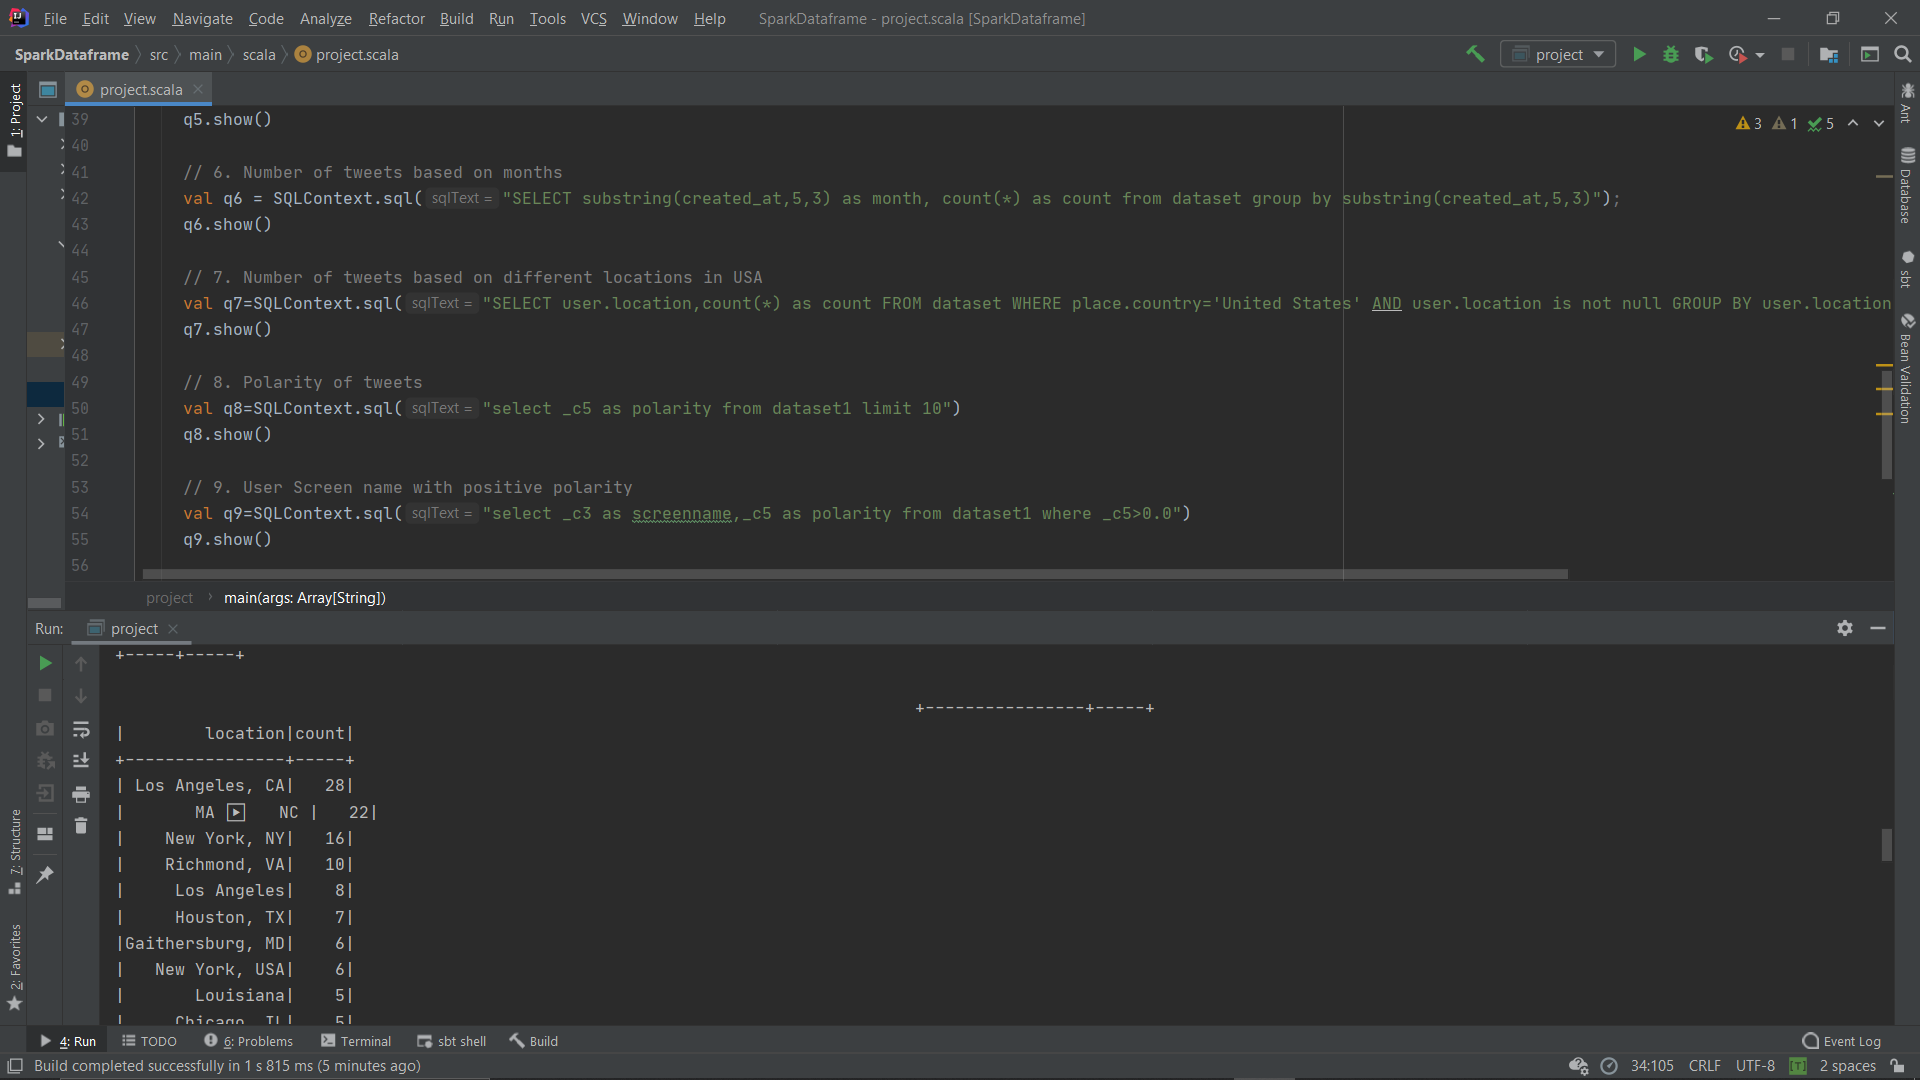 File Edit View Navigate Code Analyze Refactor Build Run Tools VCS Window Help SparkDataframe - project.scala [SparkDataframe]
SparkDataframe src main scala project.scala
project
1: Project
project.scala
39 q5.show()
3 1 5
40
41 // 6. Number of tweets based on months
42 val q6 = SQLContext.sql( sqlText = "SELECT substring(created_at,5,3) as month, count(*) as count from dataset group by substring(created_at,5,3)");
43 q6.show()
44
45 // 7. Number of tweets based on different locations in USA
46 val q7=SQLContext.sql( sqlText = "SELECT user.location,count(*) as count FROM dataset WHERE place.country='United States' AND user.location is not null GROUP BY user.location
47 q7.show()
48
49 // 8. Polarity of tweets
50 val q8=SQLContext.sql( sqlText = "select _c5 as polarity from dataset1 limit 10")
51 q8.show()
52
53 // 9. User Screen name with positive polarity
54 val q9=SQLContext.sql( sqlText = "select _c3 as screenname,_c5 as polarity from dataset1 where _c5>0.0")
55 q9.show()
56
Ant
Database
sbt
Bean Validation
project main(args: Array[String])
Run: project
+-----+-----+
+----------------+-----+
| location|count|
+----------------+-----+
| Los Angeles, CA| 28|
| MA ▶ NC | 22|
| New York, NY| 16|
| Richmond, VA| 10|
| Los Angeles| 8|
| Houston, TX| 7|
|Gaithersburg, MD| 6|
| New York, USA| 6|
| Louisiana| 5|
| Chicago, IL| 5|
7: Structure
2: Favorites
4: Run TODO 6: Problems Terminal sbt shell Build Event Log
Build completed successfully in 1 s 815 ms (5 minutes ago) 34:105 CRLF UTF-8 2 spaces